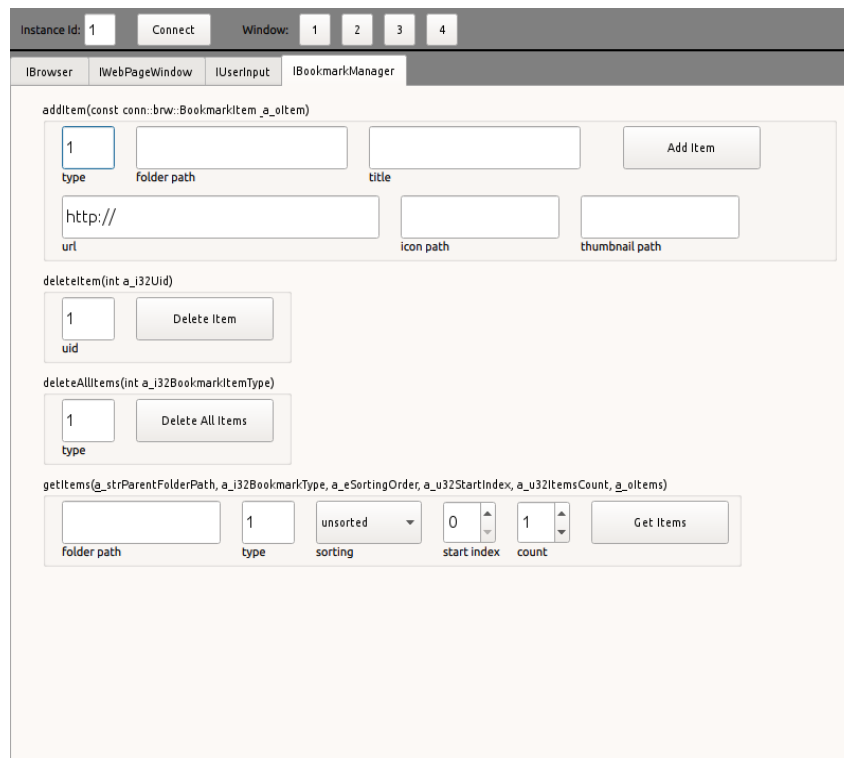 Instance Id: 1 Connect Window: 1 2 3 4
IBrowser IWebPageWindow IUserInput IBookmarkManager
addItem(const conn::brw::BookmarkItem _a_oItem)
1 Add Item
type folder path title
http://
url icon path thumbnail path
deleteItem(int a_i32Uid)
1 Delete Item
uid
deleteAllItems(int a_i32BookmarkItemType)
1 Delete All Items
type
getItems(a_strParentFolderPath, a_i32BookmarkType, a_eSortingOrder, a_u32StartIndex, a_u32ItemsCount, a_oItems)
1 unsorted 0 1 Get Items
folder path type sorting start index count